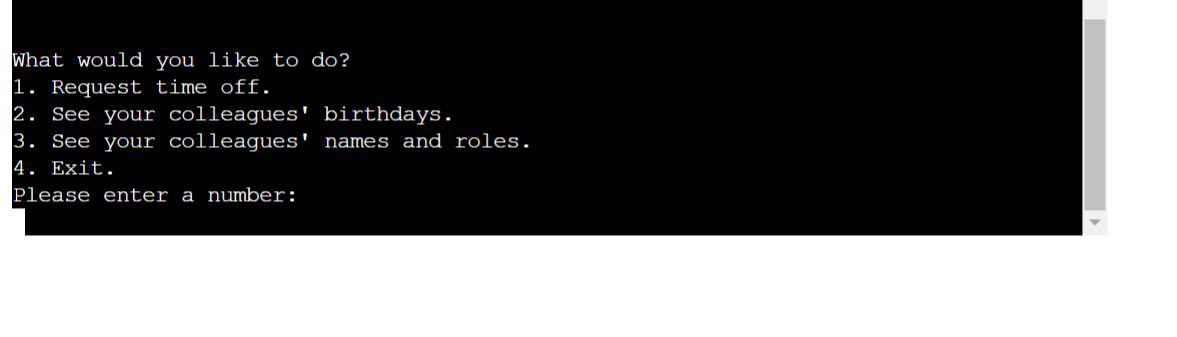 What would you like to do?
1. Request time off.
2. See your colleagues' birthdays.
3. See your colleagues' names and roles.
4. Exit.
Please enter a number: